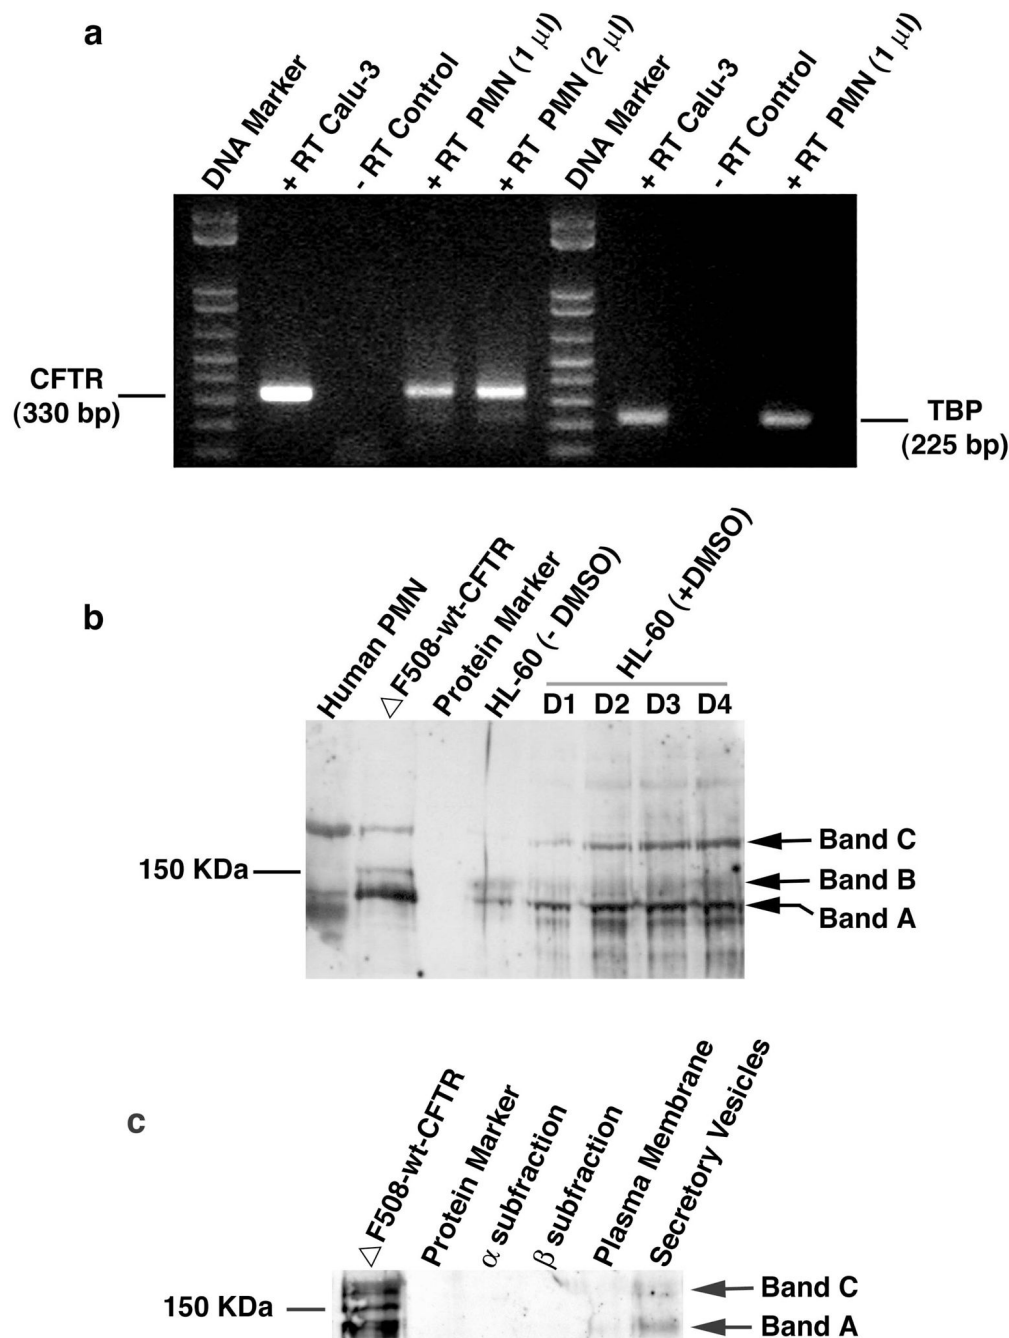 a
DNA Marker
+ RT Calu-3
- RT Control
+ RT PMN (1 μl)
+ RT PMN (2 μl)
DNA Marker
+ RT Calu-3
- RT Control
+ RT PMN (1 μl)
CFTR
(330 bp)
TBP
(225 bp)
b
Human PMN
△F508-wt-CFTR
Protein Marker
HL-60 (- DMSO)
HL-60 (+DMSO)
D1 D2 D3 D4
150 KDa
Band C
Band B
Band A
c
△F508-wt-CFTR
Protein Marker
α subfraction
β subfraction
Plasma Membrane
Secretory Vesicles
150 KDa
Band C
Band A